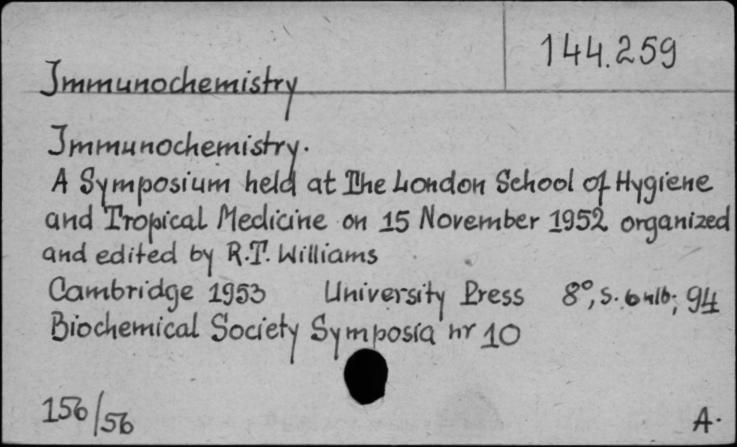 144.259
Immunochemistry
Immunochemistry.
A Symposium held at The London School of Hygiene
and Tropical Medicine on 15 November 1952 organized
and edited by R.T. Williams
Cambridge 1953 University Press 8°, s. 6 nlb; 94
Biochemical Society Symposia nr 10
156/56
A.